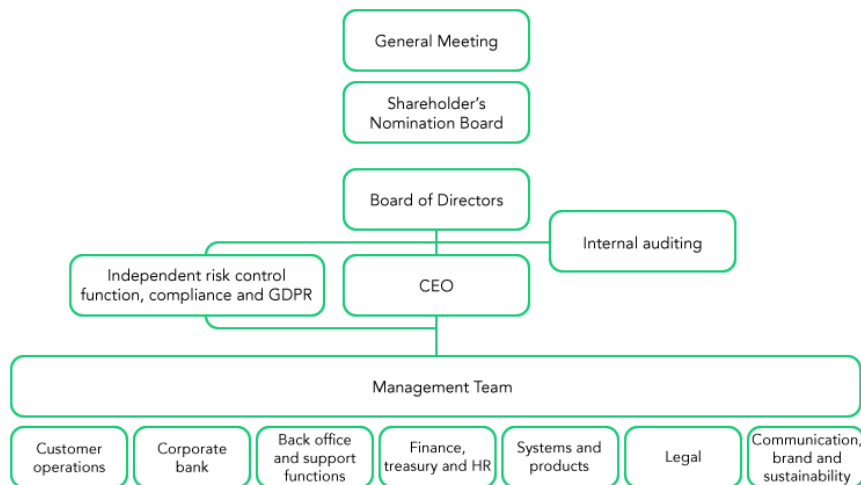 General Meeting
Shareholder's
Nomination Board
Board of Directors
Internal auditing
Independent risk control
function, compliance and GDPR
CEO
Management Team
Customer
operations
Corporate
bank
Back office
and support
functions
Finance,
treasury and HR
Systems and
products
Legal
Communication,
brand and
sustainability